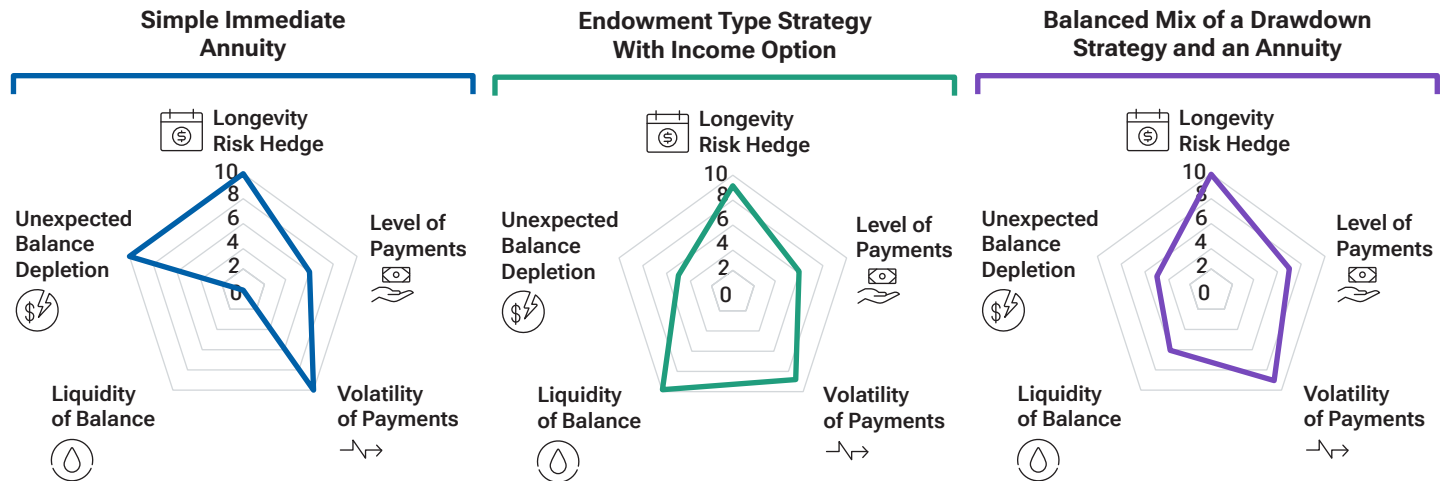 Simple Immediate
Annuity
Longevity
Risk Hedge
10
8
6
4
2
0
Unexpected
Balance
Depletion
$
Level of
Payments
Liquidity
of Balance
Volatility
of Payments
Endowment Type Strategy
With Income Option
Longevity
Risk Hedge
10
8
6
4
2
0
Unexpected
Balance
Depletion
$
Level of
Payments
Liquidity
of Balance
Volatility
of Payments
Balanced Mix of a Drawdown
Strategy and an Annuity
Longevity
Risk Hedge
10
8
6
4
2
0
Unexpected
Balance
Depletion
$
Level of
Payments
Liquidity
of Balance
Volatility
of Payments